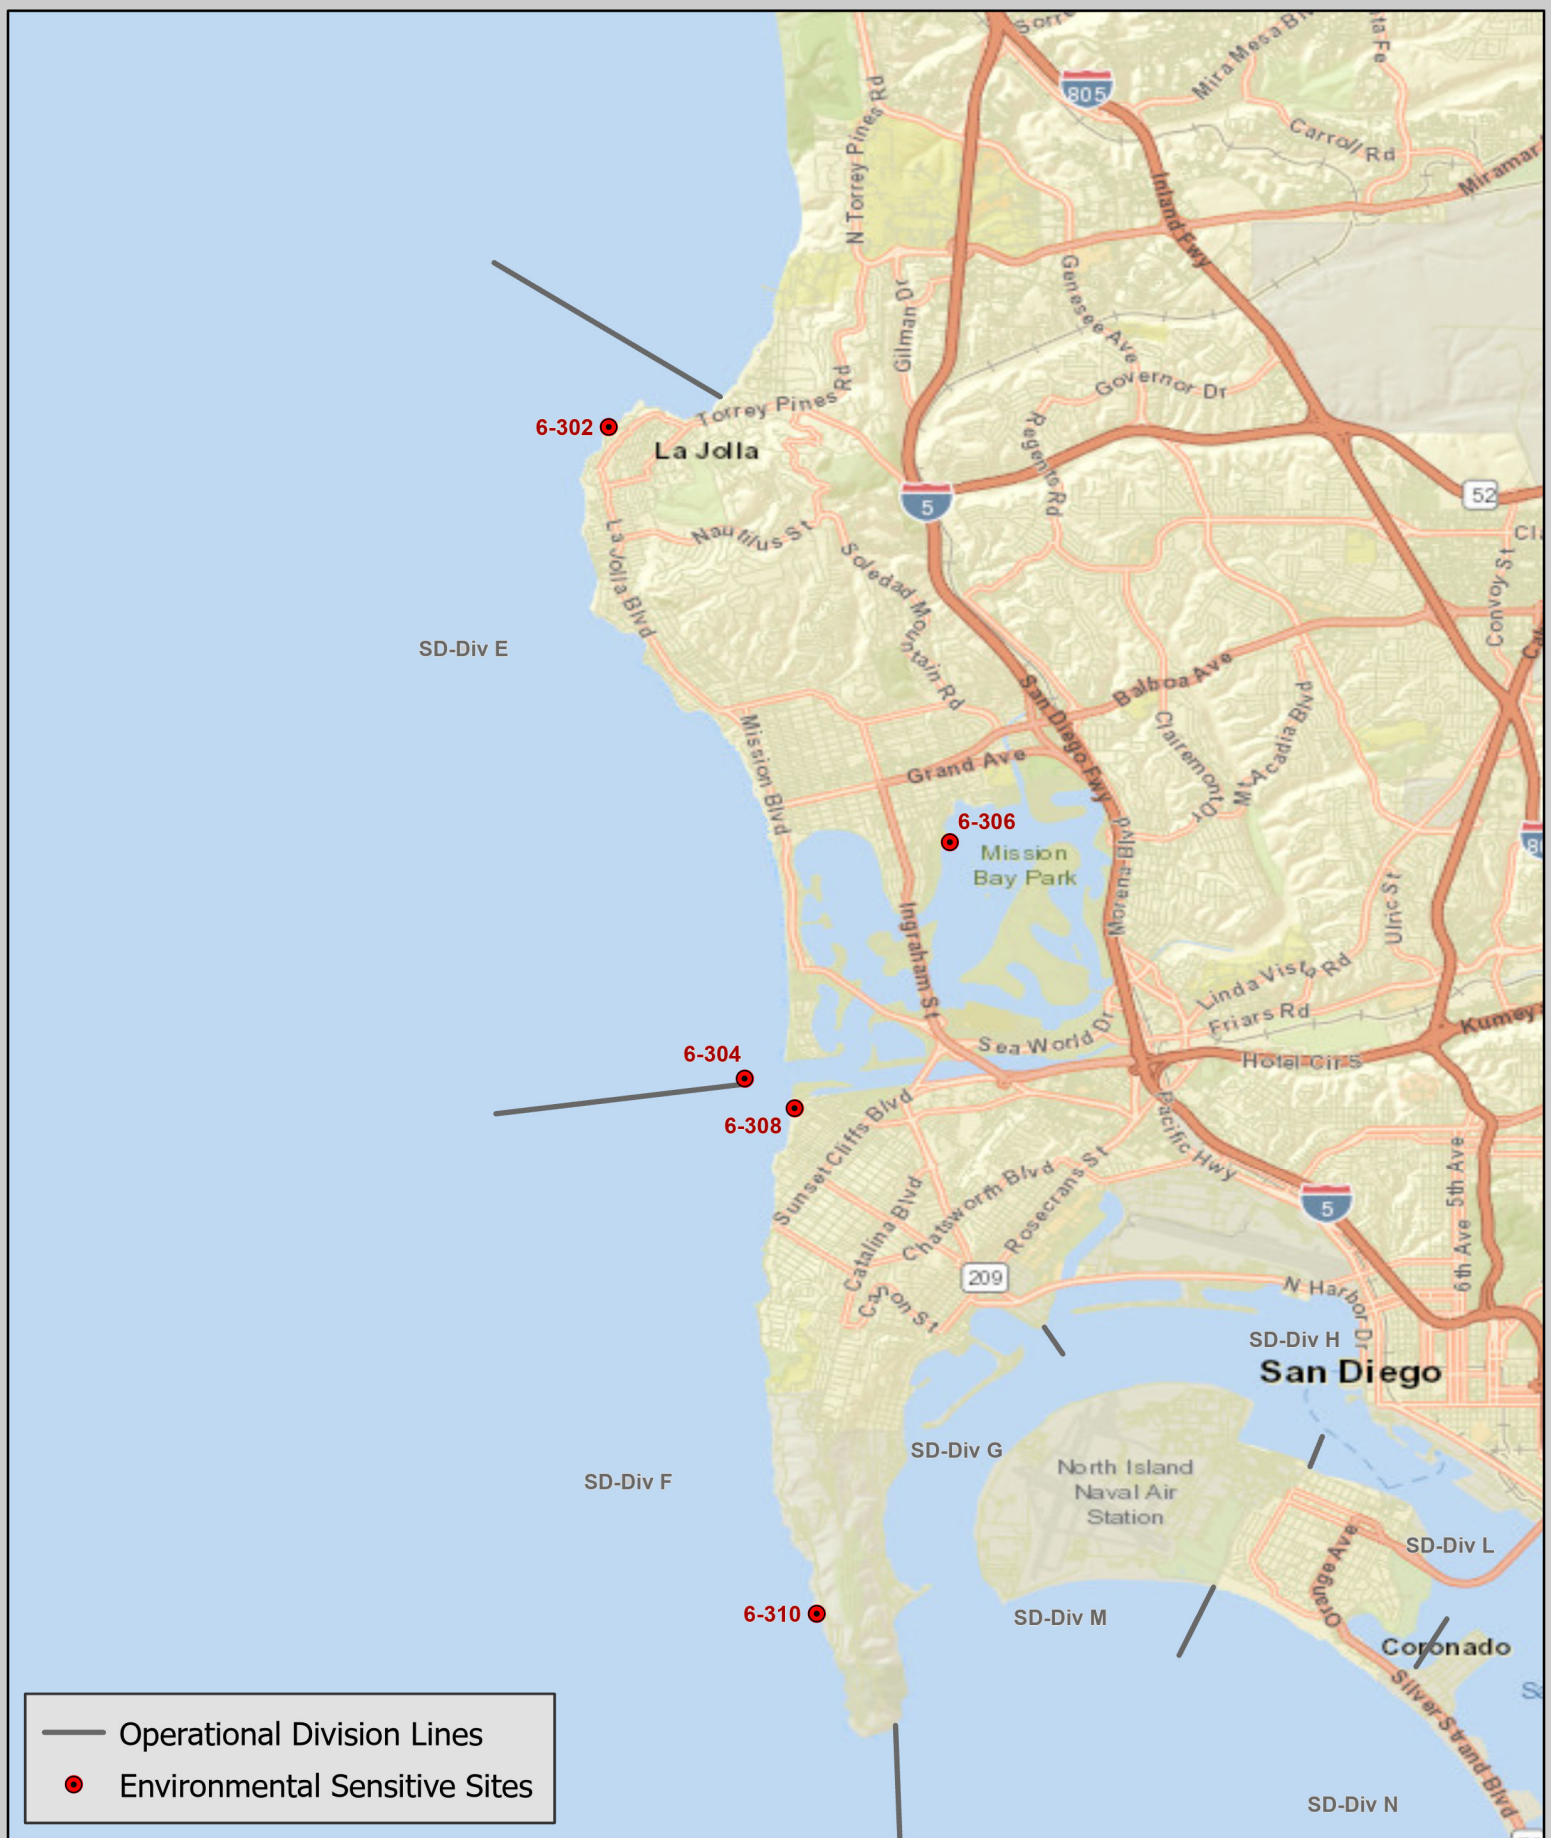 805
Mira Mesa
Carroll Rd
Miramar
N Torrey Pines Rd
Inland Fwy
Genesee Ave
Gilman Dr
Governor Dr
Torrey Pines Rd
Regents Rd
6-302
La Jolla
52
5
Nautilus St
Soledad Mountain Rd
La Jolla Blvd
Convoy St
SD-Div E
San Diego Fwy
Balboa Ave
Clairemont Dr
Mt Acadia Blvd
Mission Blvd
Grand Ave
6-306
Mission
Bay Park
Morena Blvd
Ulric St
Ingraham St
Linda Vista Rd
Friars Rd
Sea World Dr
Hotel Cir S
6-304
6-308
Sunset Cliffs Blvd
Pacific Hwy
Chatsworth Blvd
Rosecrans St
Catalina Blvd
Canon St
5th Ave
6th Ave
5
209
N Harbor Dr
SD-Div H
San Diego
SD-Div G
SD-Div F
North Island
Naval Air
Station
Orange Ave
SD-Div L
6-310
SD-Div M
Coronado
Silver Strand Blvd
SD-Div N
Operational Division Lines
Environmental Sensitive Sites